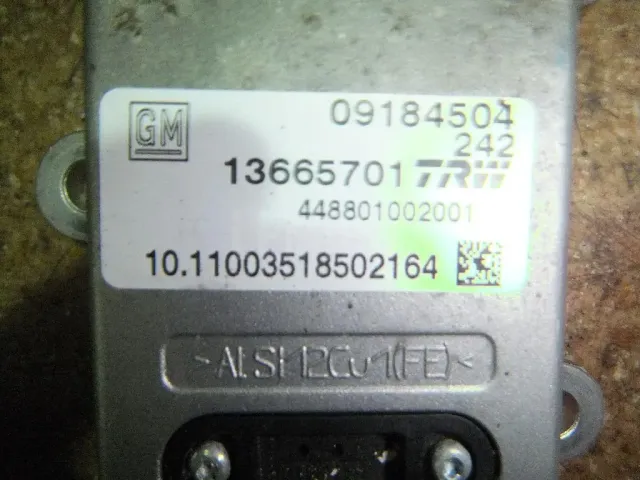 GM
09184504
242
13665701 TRW
448801002001
10.11003518502164
>AlSi12Cu1(FE)<